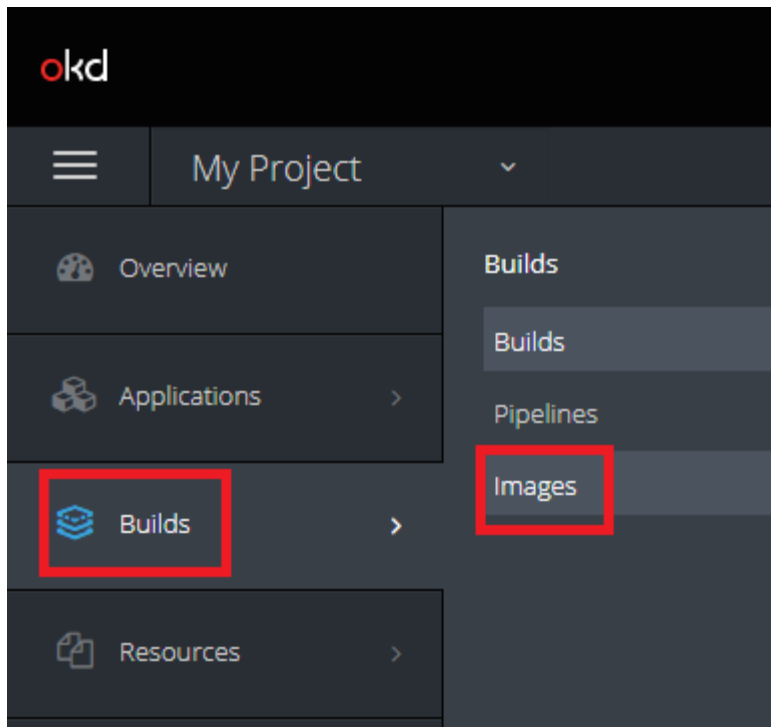 okd
My Project
Overview
Applications
Builds
Resources
Builds
Builds
Pipelines
Images